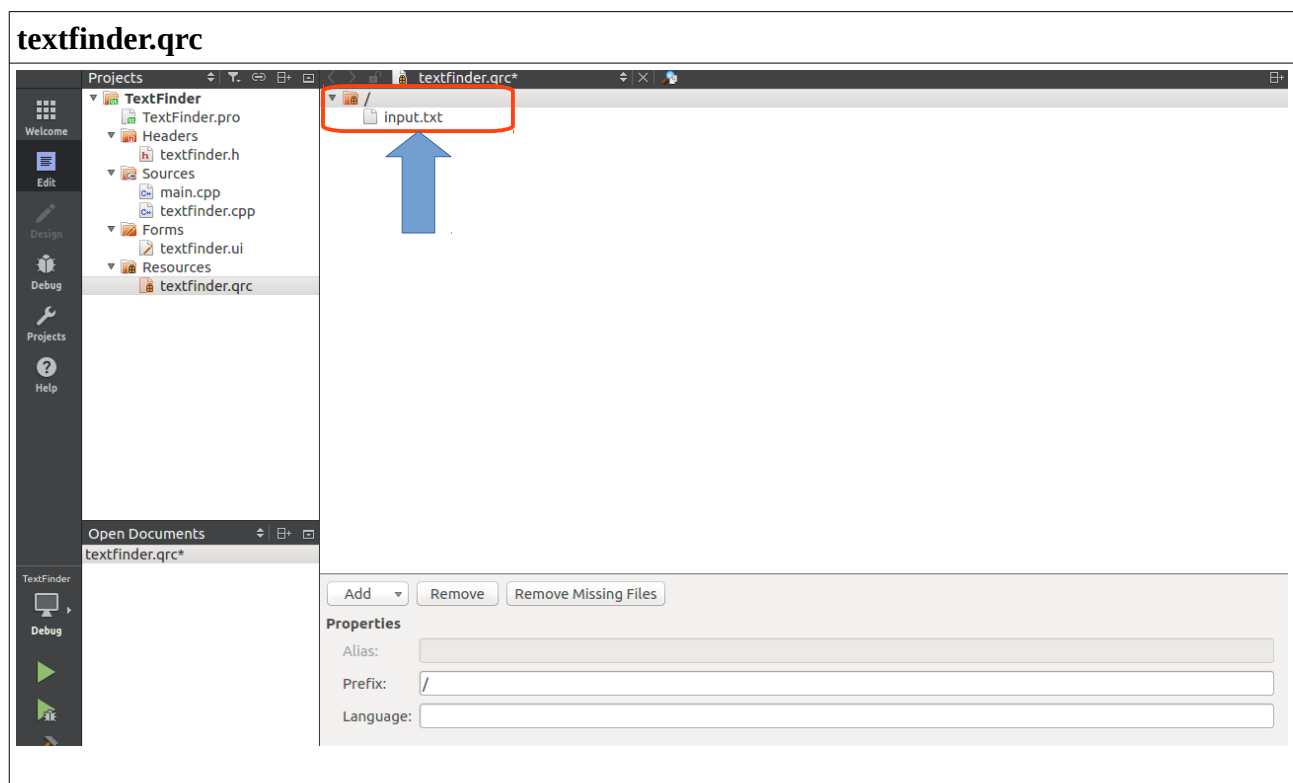 textfinder.qrc
Projects
textfinder.qrc*
TextFinder
TextFinder.pro
Headers
textfinder.h
Sources
main.cpp
textfinder.cpp
Forms
textfinder.ui
Resources
textfinder.qrc
/
input.txt
Welcome
Edit
Design
Debug
Projects
Help
Open Documents
textfinder.qrc*
TextFinder
Debug
Add
Remove
Remove Missing Files
Properties
Alias:
Prefix: /
Language: